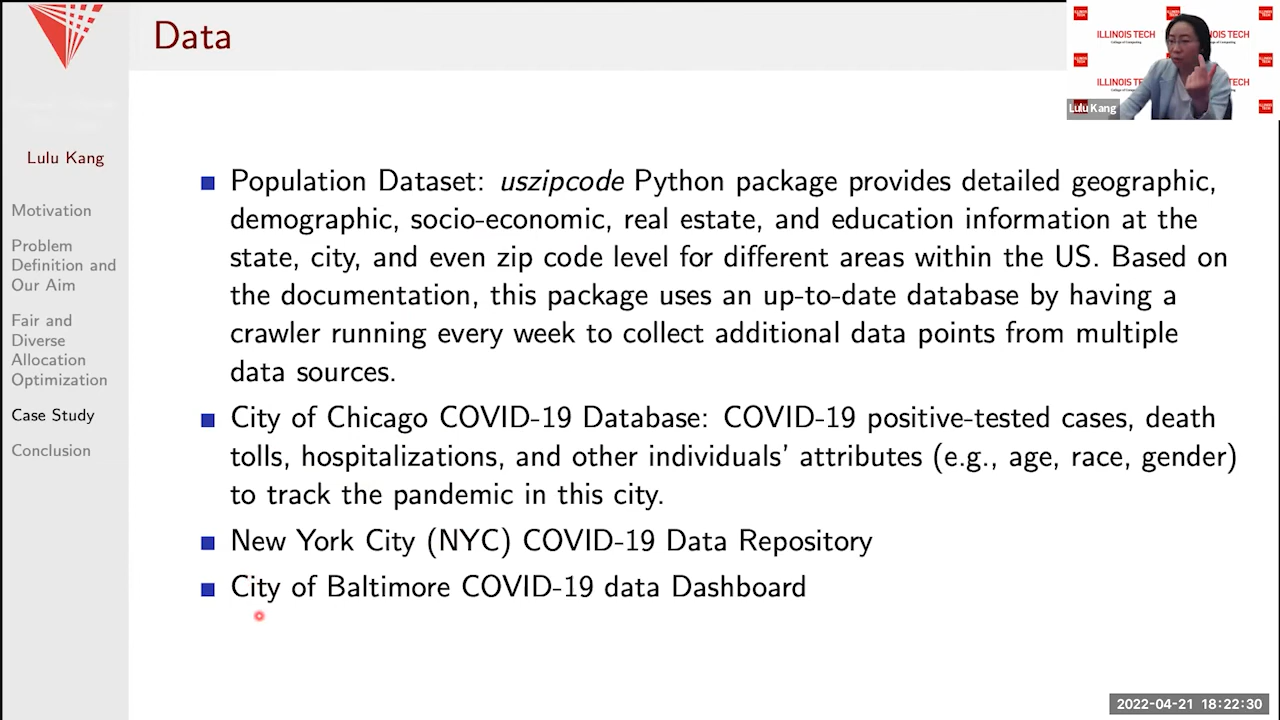 Data
Lulu Kang
Motivation
Problem
Definition and
Our Aim
Fair and
Diverse
Allocation
Optimization
Case Study
Conclusion
Population Dataset: uszipcode Python package provides detailed geographic,
demographic, socio-economic, real estate, and education information at the
state, city, and even zip code level for different areas within the US. Based on
the documentation, this package uses an up-to-date database by having a
crawler running every week to collect additional data points from multiple
data sources.
City of Chicago COVID-19 Database: COVID-19 positive-tested cases, death
tolls, hospitalizations, and other individuals' attributes (e.g., age, race, gender)
to track the pandemic in this city.
New York City (NYC) COVID-19 Data Repository
City of Baltimore COVID-19 data Dashboard
ILLINOIS TECH
College of Computing
Lulu Kang
2022-04-21 18:22:30